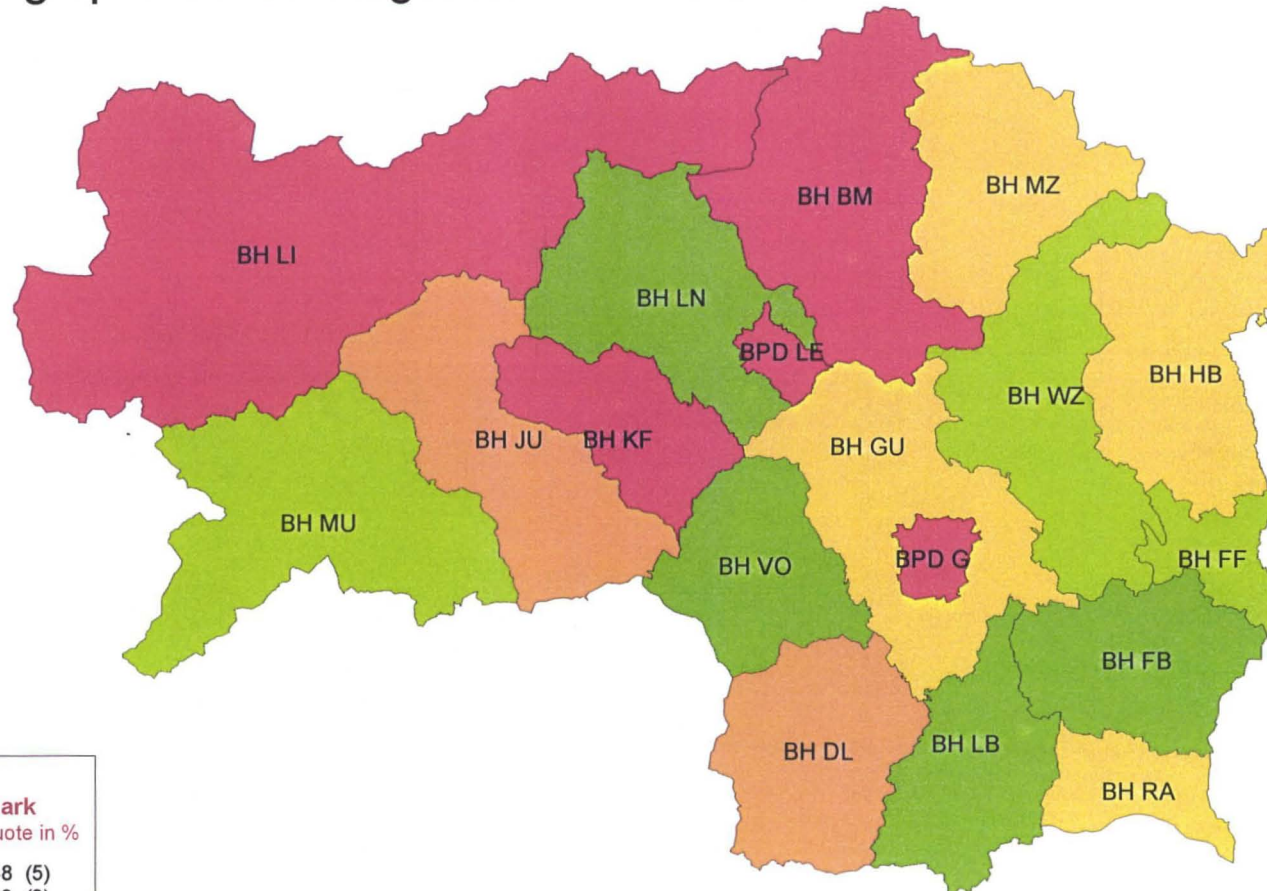 BH MZ
BH BM
BH LI
BH LN
BPD LE
BH HB
BH WZ
BH JU
BH KF
BH GU
BH MU
BPD G
BH FF
BH VO
BH FB
BH LB
BH DL
BH RA
ark
uote in %
8 (5)